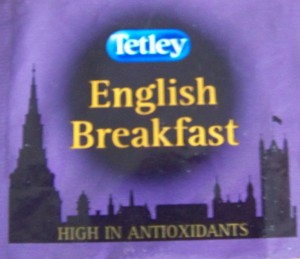 Tetley
English
Breakfast
HIGH IN ANTIOXIDANTS